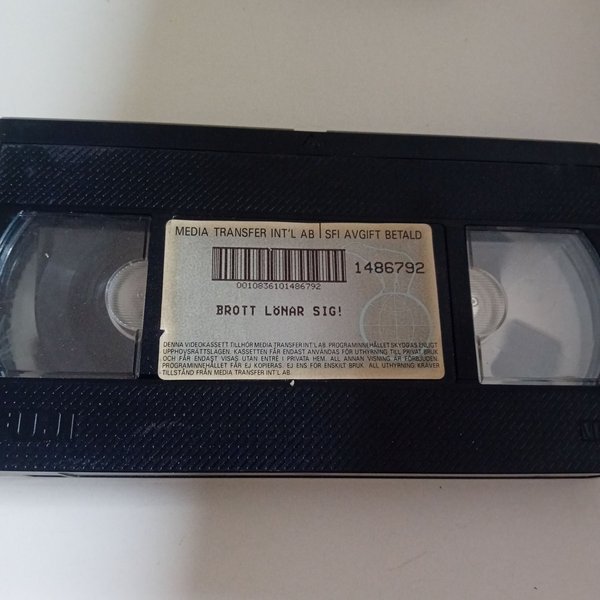 MEDIA TRANSFER INT'L AB | SFI AVGIFT BETALD
1486792
0010836101486792
BROTT LÖNAR SIG!
DENNA VIDEOKASSETT TILLHÖR MEDIA TRANSFER INT'L AB. PROGRAMINNEHÅLLET SKYDDAS ENLIGT
UPPHOVSRÄTTSLAGEN. KASSETTEN FÅR ENDAST ANVÄNDAS FÖR UTHYRNING TILL PRIVAT BRUK
OCH FÅR ENDAST VISAS UTAN ENTRE I PRIVATA HEM. ALL ANNAN VISNING ÄR FÖRBJUDEN.
PROGRAMINNEHÅLLET FÅR EJ KOPIERAS. EJ ENS FÖR ENSKILT BRUK. ALL UTHYRNING KRÄVER
TILLSTÅND FRÅN MEDIA TRANSFER INT'L AB.
FUJI